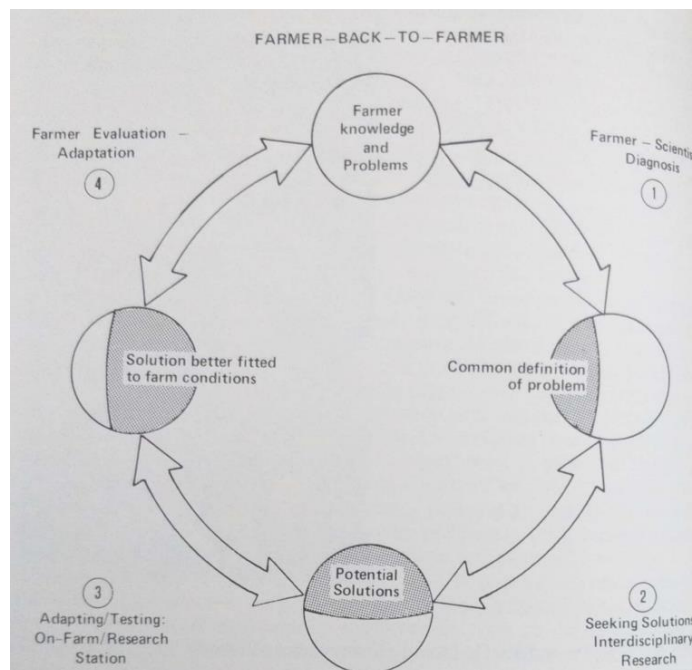 FARMER—BACK—TO—FARMER
Farmer
knowledge
and
Problems
Farmer – Scientis
Diagnosis
1
Common definition
of problem
2
Seeking Solutions
Interdisciplinary
Research
Potential
Solutions
3
Adapting/Testing:
On-Farm/Research
Station
Solution better fitted
to farm conditions
Farmer Evaluation –
Adaptation
4